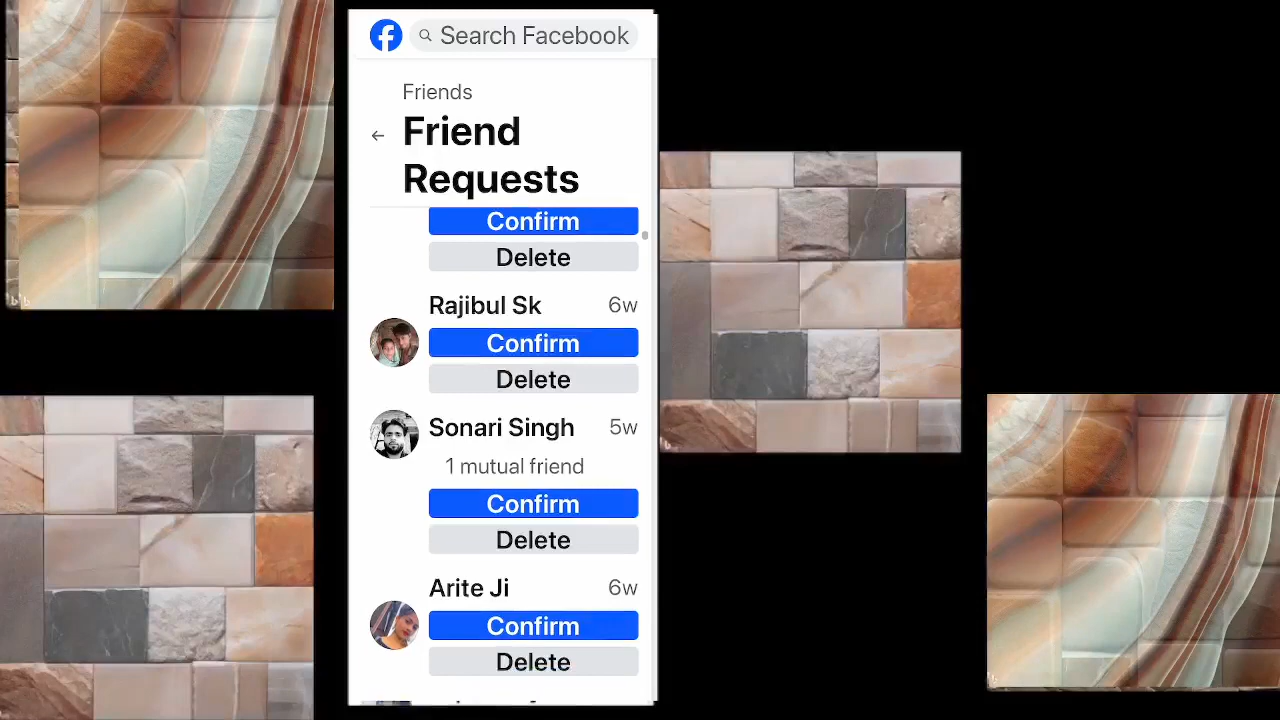 Search Facebook
Friends
Friend
Requests
Confirm
Delete
Rajibul Sk 6w
Confirm
Delete
Sonari Singh 5w
1 mutual friend
Confirm
Delete
Arite Ji 6w
Confirm
Delete